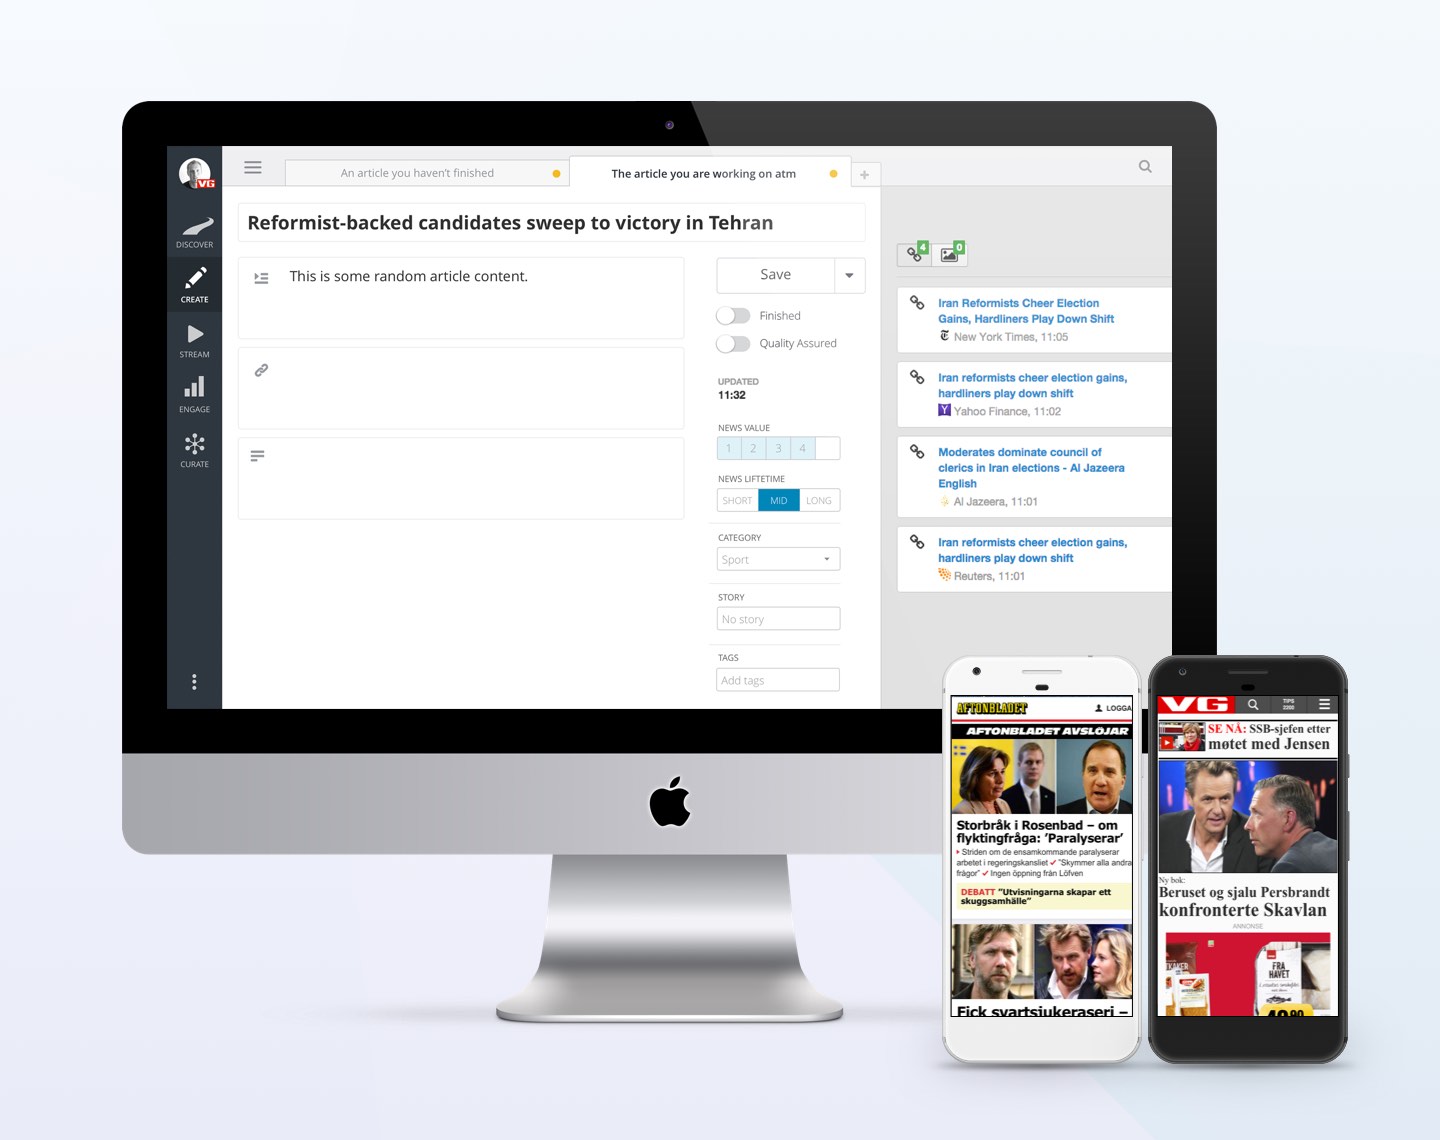 VG
An article you haven't finished
The article you are working on atm
DISCOVER
CREATE
STREAM
ENGAGE
CURATE
Reformist-backed candidates sweep to victory in Tehran
This is some random article content.
Save
Finished
Quality Assured
UPDATED
11:32
NEWS VALUE
1 2 3 4
NEWS LIFTETIME
SHORT MID LONG
CATEGORY
Sport
STORY
No story
TAGS
Add tags
4 0
Iran Reformists Cheer Election
Gains, Hardliners Play Down Shift
New York Times, 11:05
Iran reformists cheer election gains,
hardliners play down shift
Y Yahoo Finance, 11:02
Moderates dominate council of
clerics in Iran elections - Al Jazeera
English
Al Jazeera, 11:01
Iran reformists cheer election gains,
hardliners play down shift
Reuters, 11:01
AFTONBLADET LOGGA
AFTONBLADET AVSLÖJAR
Storbråk i Rosenbad – om
flyktingfråga: 'Paralyserar'
Striden om de ensamkommande paralyserar
arbetet i regeringskansliet ✓ "Skymmer alla andra
frågor" ✓ Ingen öppning från Löfven
DEBATT "Utvisningarna skapar ett
skuggsamhälle"
Fick svartsjukeraseri –
VG TIPS
2200
SE NÅ: SSB-sjefen etter
møtet med Jensen
Ny bok:
Beruset og sjalu Persbrandt
konfronterte Skavlan
ANNONSE
FRA
HAVET
49,90